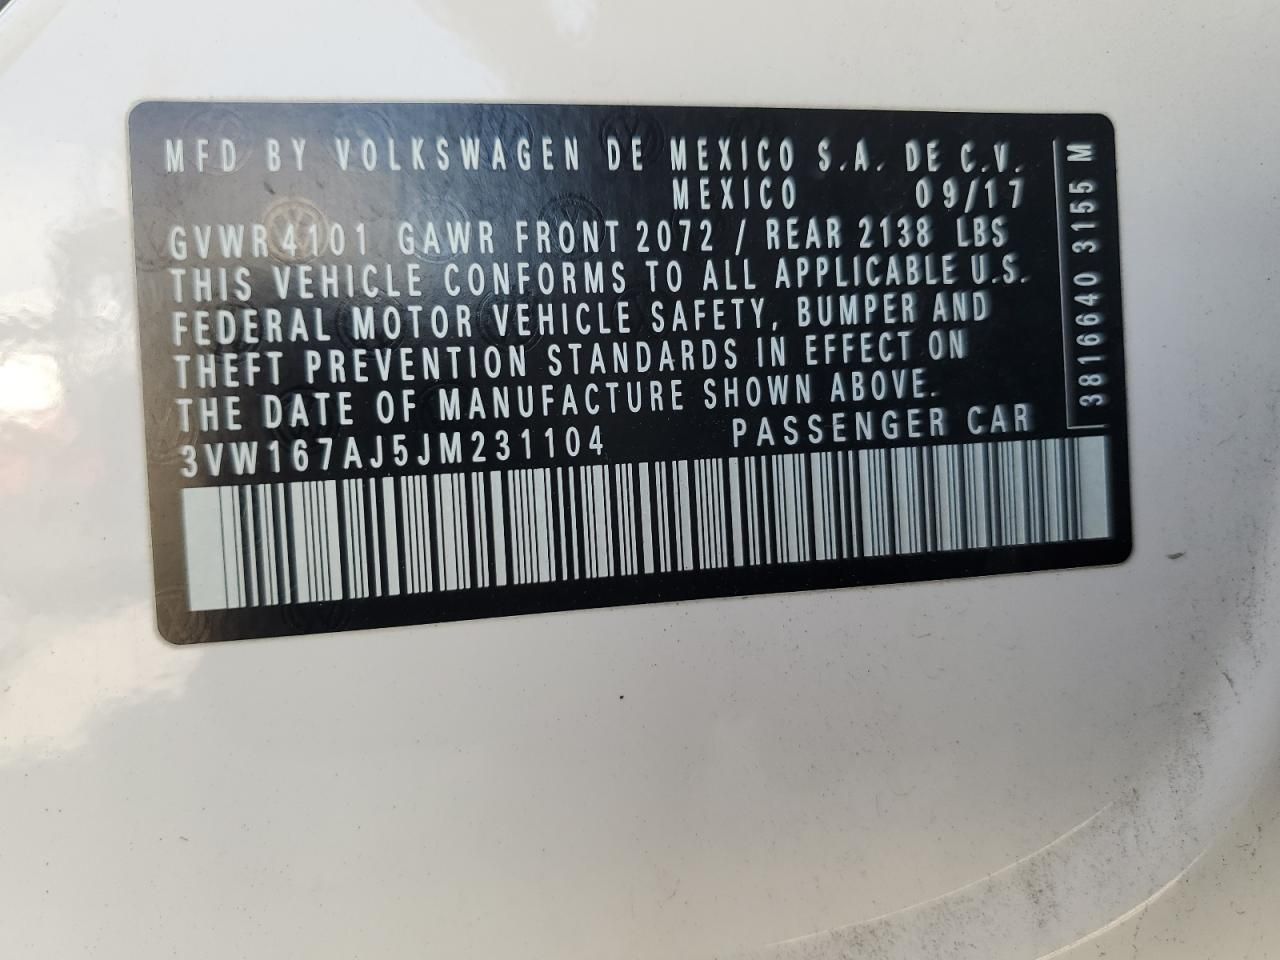 MFD BY VOLKSWAGEN DE MEXICO S.A. DE C.V.
MEXICO 09/17
GVWR 4101 GAWR FRONT 2072 / REAR 2138 LBS
THIS VEHICLE CONFORMS TO ALL APPLICABLE U.S.
FEDERAL MOTOR VEHICLE SAFETY, BUMPER AND
THEFT PREVENTION STANDARDS IN EFFECT ON
THE DATE OF MANUFACTURE SHOWN ABOVE.
3VW167AJ5JM231104 PASSENGER CAR
3816640 3155 M